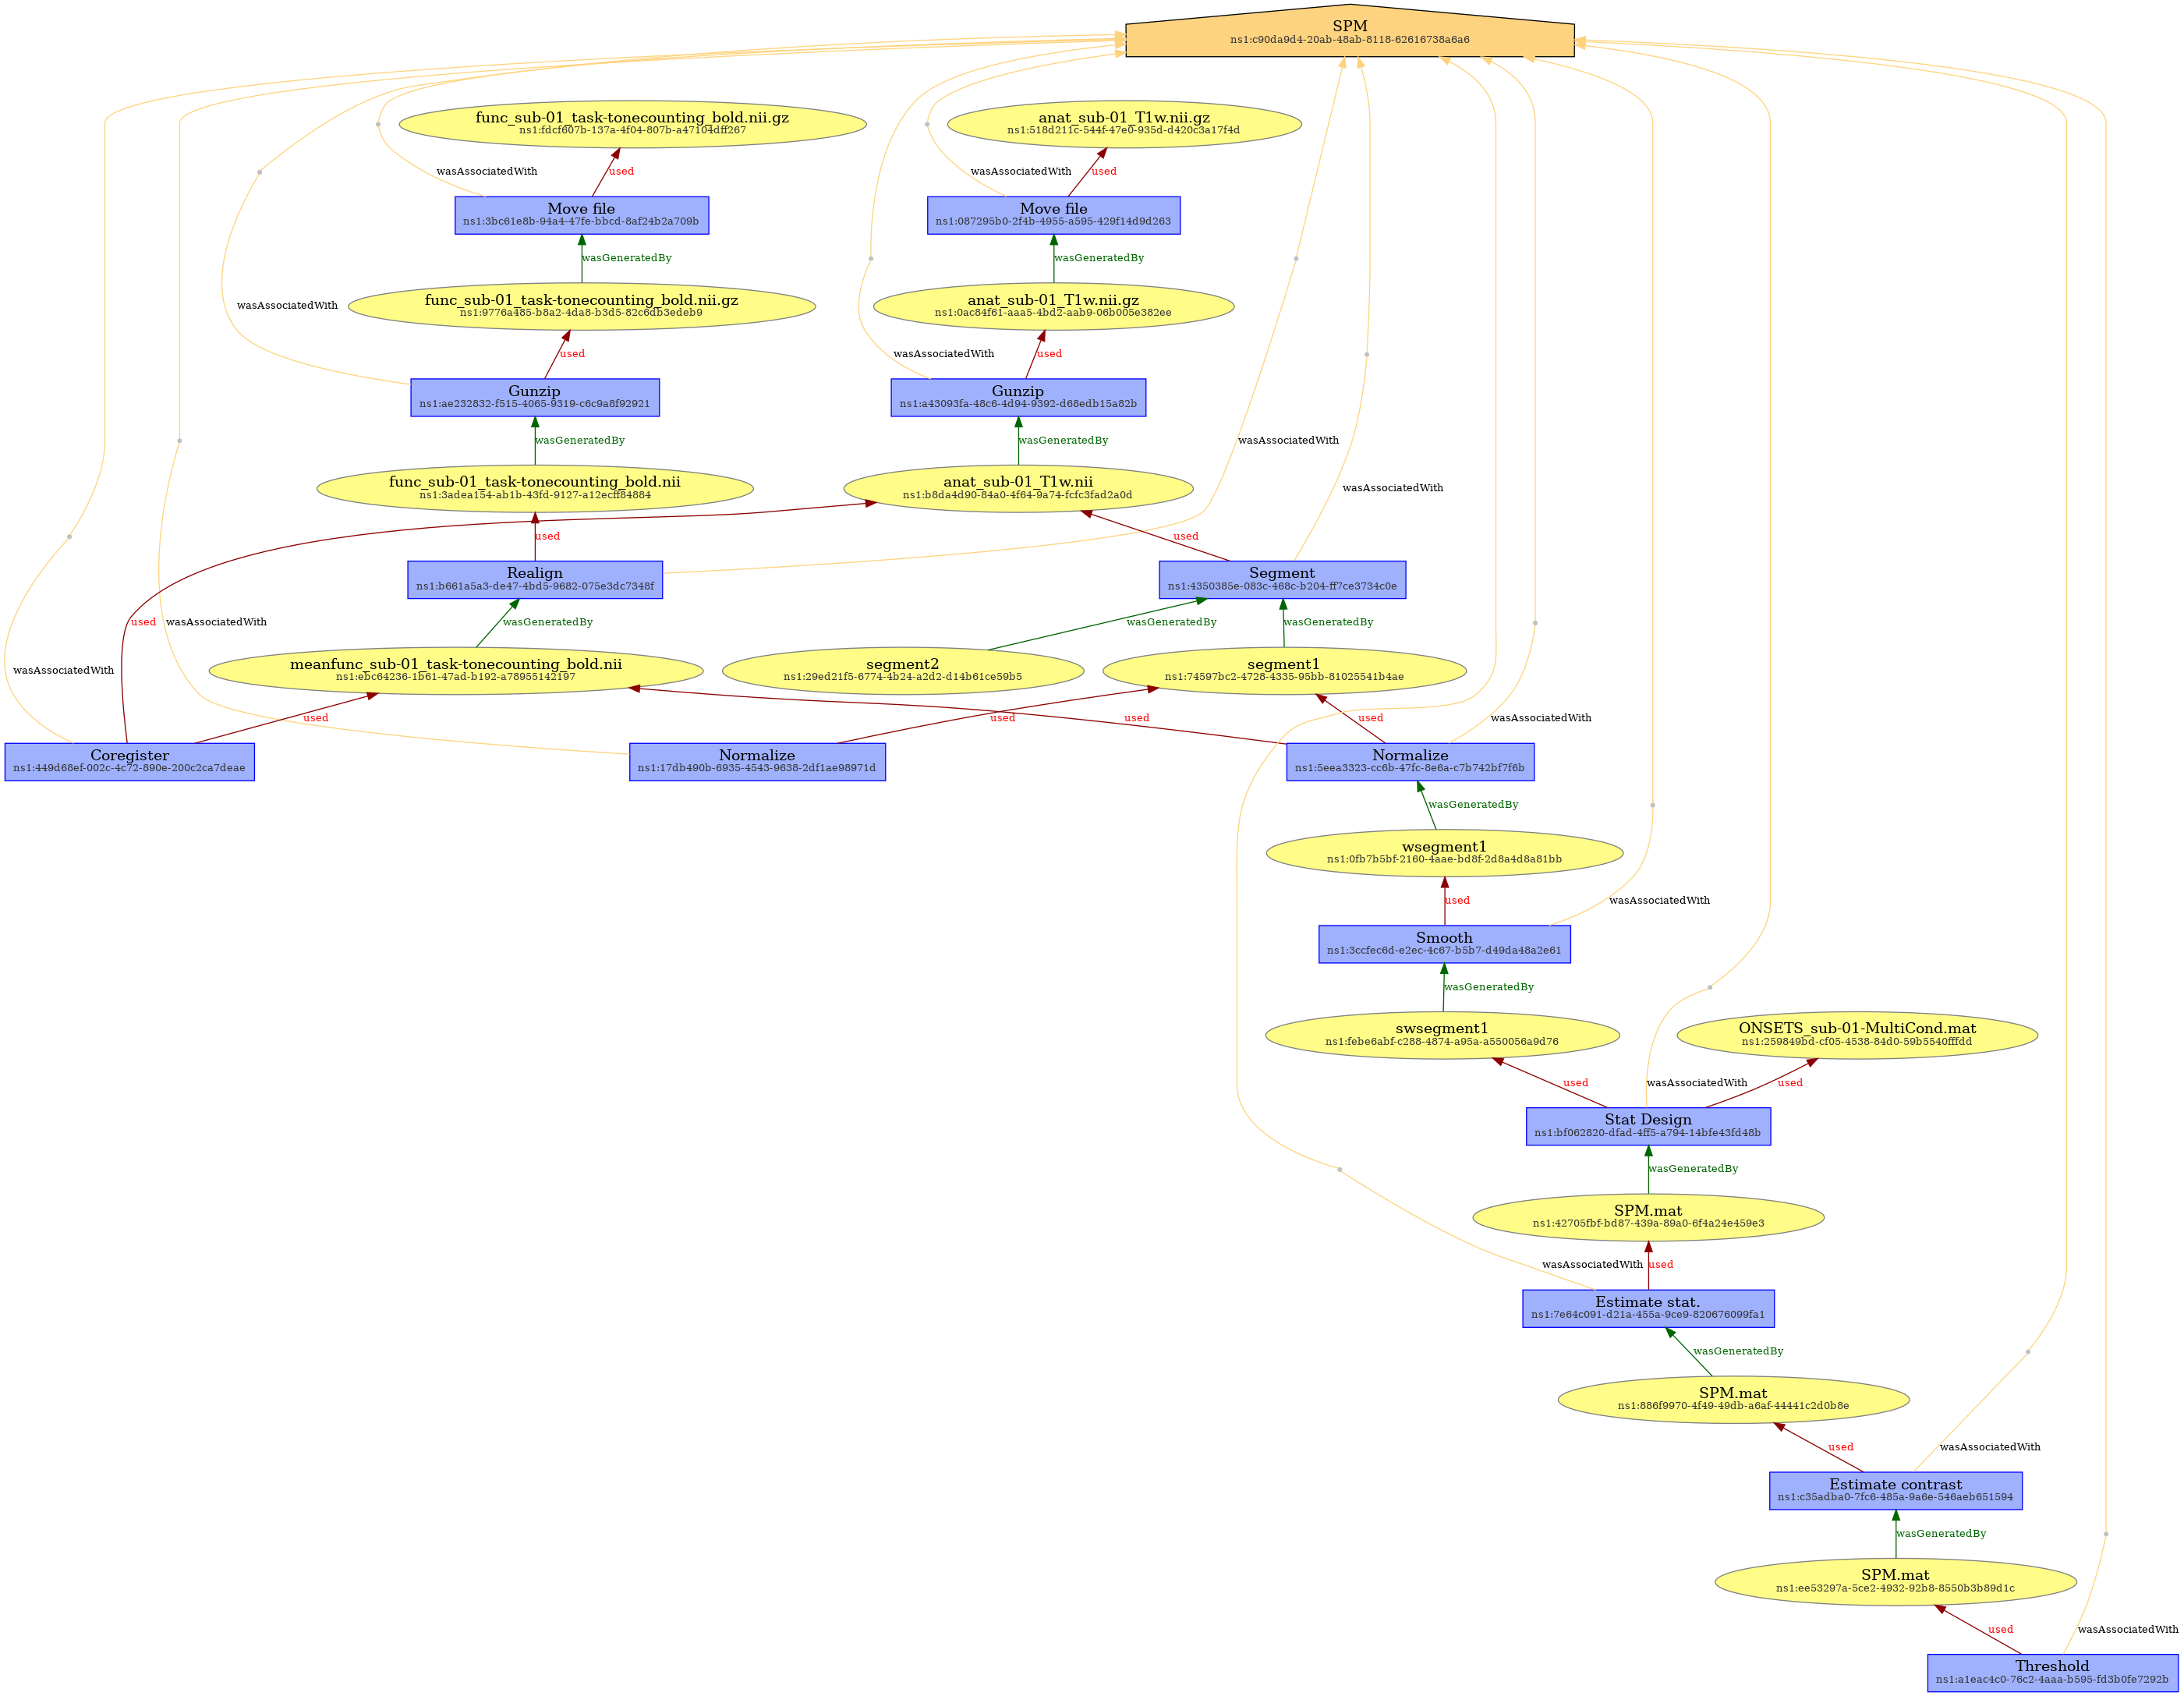 SPM
ns1:c90da9d4-20ab-48ab-8118-62616738a6a6
func_sub-01_task-tonecounting_bold.nii.gz
ns1:fdcf607b-137a-4f04-807b-a47104dff267
anat_sub-01_T1w.nii.gz
ns1:518d211c-544f-47e0-935d-d420c3a17f4d
wasAssociatedWith
used
wasAssociatedWith
used
Move file
ns1:3bc61e8b-94a4-47fe-bbcd-8af24b2a709b
Move file
ns1:087295b0-2f4b-4955-a595-429f14d9d263
wasGeneratedBy
wasGeneratedBy
wasAssociatedWith
func_sub-01_task-tonecounting_bold.nii.gz
ns1:9776a485-b8a2-4da8-b3d5-82c6db3edeb9
anat_sub-01_T1w.nii.gz
ns1:0ac84f61-aaa5-4bd2-aab9-06b005e382ee
used
wasAssociatedWith
used
Gunzip
ns1:ae232832-f515-4065-9319-c6c9a8f92921
Gunzip
ns1:a43093fa-48c6-4d94-9392-d68edb15a82b
wasGeneratedBy
wasGeneratedBy
wasAssociatedWith
func_sub-01_task-tonecounting_bold.nii
ns1:3adea154-ab1b-43fd-9127-a12ecff84884
anat_sub-01_T1w.nii
ns1:b8da4d90-84a0-4f64-9a74-fcfc3fad2a0d
wasAssociatedWith
used
used
Realign
ns1:b661a5a3-de47-4bd5-9682-075e3dc7348f
Segment
ns1:4350385e-083c-468c-b204-ff7ce3734c0e
used
wasAssociatedWith
wasGeneratedBy
wasGeneratedBy
wasGeneratedBy
wasAssociatedWith
meanfunc_sub-01_task-tonecounting_bold.nii
ns1:ebc64236-1b61-47ad-b192-a78955142197
segment2
ns1:29ed21f5-6774-4b24-a2d2-d14b61ce59b5
segment1
ns1:74597bc2-4728-4335-95bb-81025541b4ae
used
used
used
used
wasAssociatedWith
Coregister
ns1:449d68ef-002c-4c72-890e-200c2ca7deae
Normalize
ns1:17db490b-6935-4543-9638-2df1ae98971d
Normalize
ns1:5eea3323-cc6b-47fc-8e6a-c7b742bf7f6b
wasGeneratedBy
wsegment1
ns1:0fb7b5bf-2160-4aae-bd8f-2d8a4d8a81bb
used
wasAssociatedWith
Smooth
ns1:3ccfec6d-e2ec-4c67-b5b7-d49da48a2e61
wasGeneratedBy
swsegment1
ns1:febe6abf-c288-4874-a95a-a550056a9d76
ONSETS_sub-01-MultiCond.mat
ns1:259849bd-cf05-4538-84d0-59b5540fffdd
used
wasAssociatedWith
used
Stat Design
ns1:bf062820-dfad-4ff5-a794-14bfe43fd48b
wasGeneratedBy
SPM.mat
ns1:42705fbf-bd87-439a-89a0-6f4a24e459e3
wasAssociatedWith
used
Estimate stat.
ns1:7e64c091-d21a-455a-9ce9-820676099fa1
wasGeneratedBy
SPM.mat
ns1:886f9970-4f49-49db-a6af-44441c2d0b8e
used
wasAssociatedWith
Estimate contrast
ns1:c35adba0-7fc6-485a-9a6e-546aeb651594
wasGeneratedBy
SPM.mat
ns1:ee53297a-5ce2-4932-92b8-8550b3b89d1c
used
wasAssociatedWith
Threshold
ns1:a1eac4c0-76c2-4aaa-b595-fd3b0fe7292b